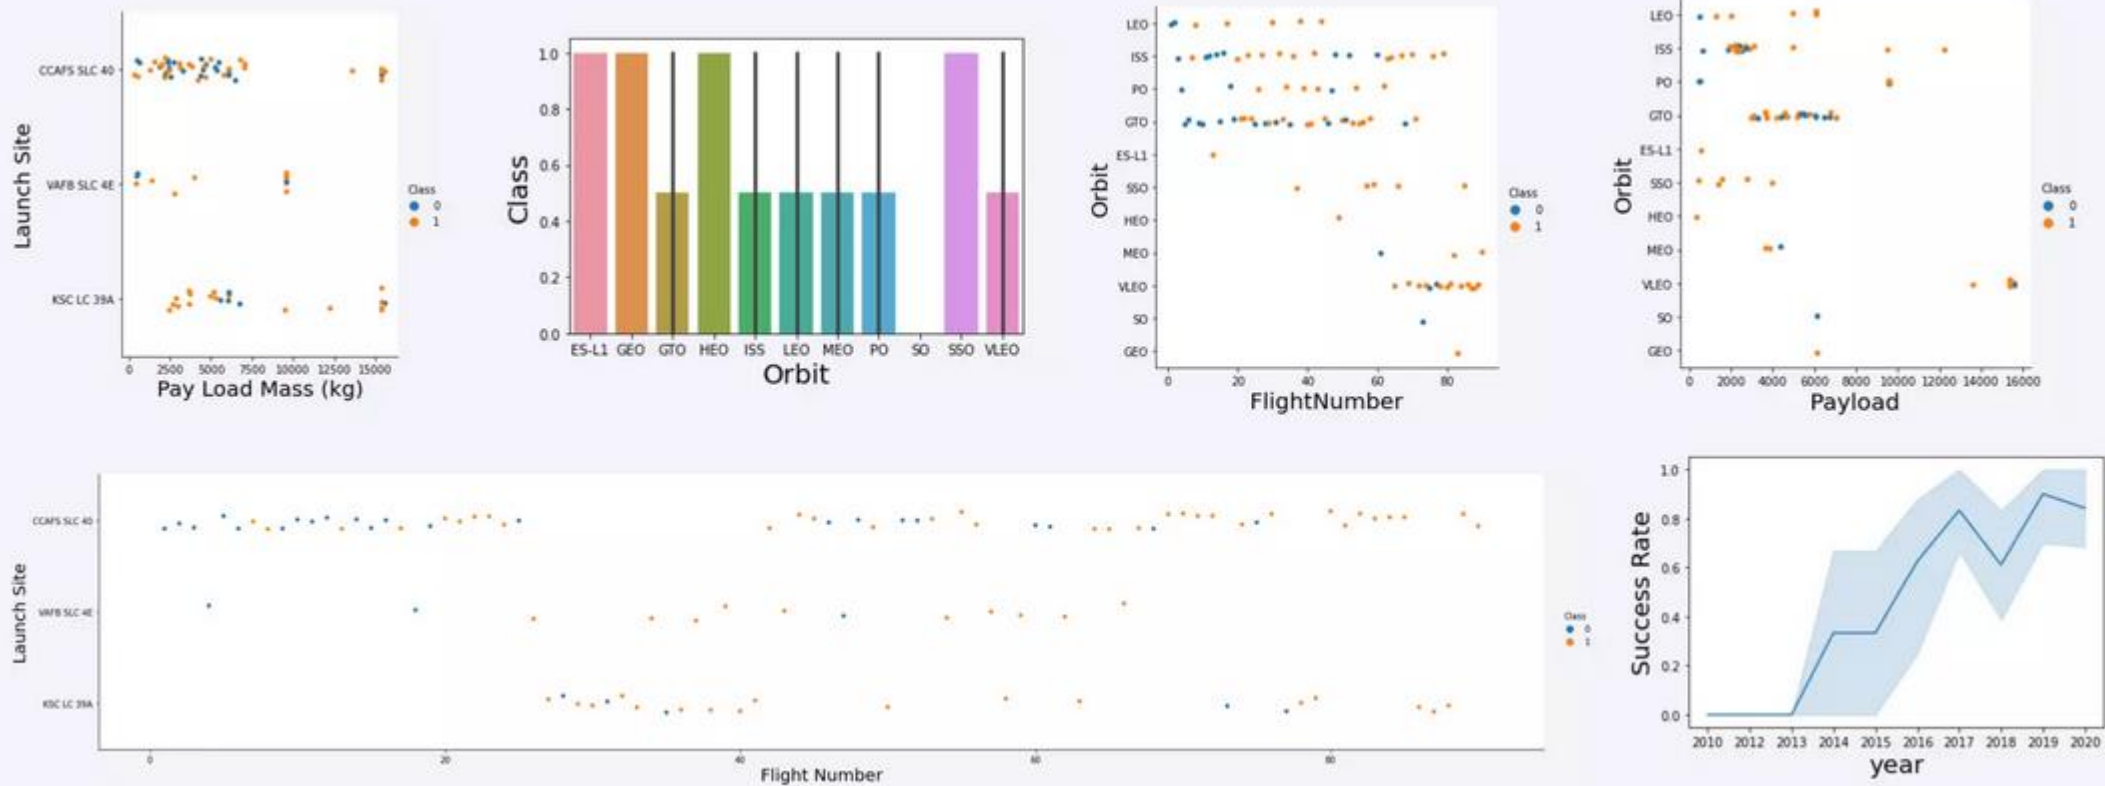 Launch Site
CCAFS SLC 40
VAFB SLC 4E
KSC LC 39A
0 2500 5000 7500 10000 12500 15000
Pay Load Mass (kg)
Class
0
1
Class
1.0
0.8
0.6
0.4
0.2
0.0
ES-L1 GEO GTO HEO ISS LEO MEO PO SO SSO VLEO
Orbit
Orbit
LEO
ISS
PO
GTO
ES-L1
SSO
HEO
MEO
VLEO
SO
GEO
0 20 40 60 80
FlightNumber
Class
0
1
Orbit
LEO
ISS
PO
GTO
ES-L1
SSO
HEO
MEO
VLEO
SO
GEO
0 2000 4000 6000 8000 10000 12000 14000 16000
Payload
Class
0
1
Launch Site
CCAFS SLC 40
VAFB SLC 4E
KSC LC 39A
0 20 40 60 80
Flight Number
Class
0
1
Success Rate
1.0
0.8
0.6
0.4
0.2
0.0
2010 2012 2013 2014 2015 2016 2017 2018 2019 2020
year